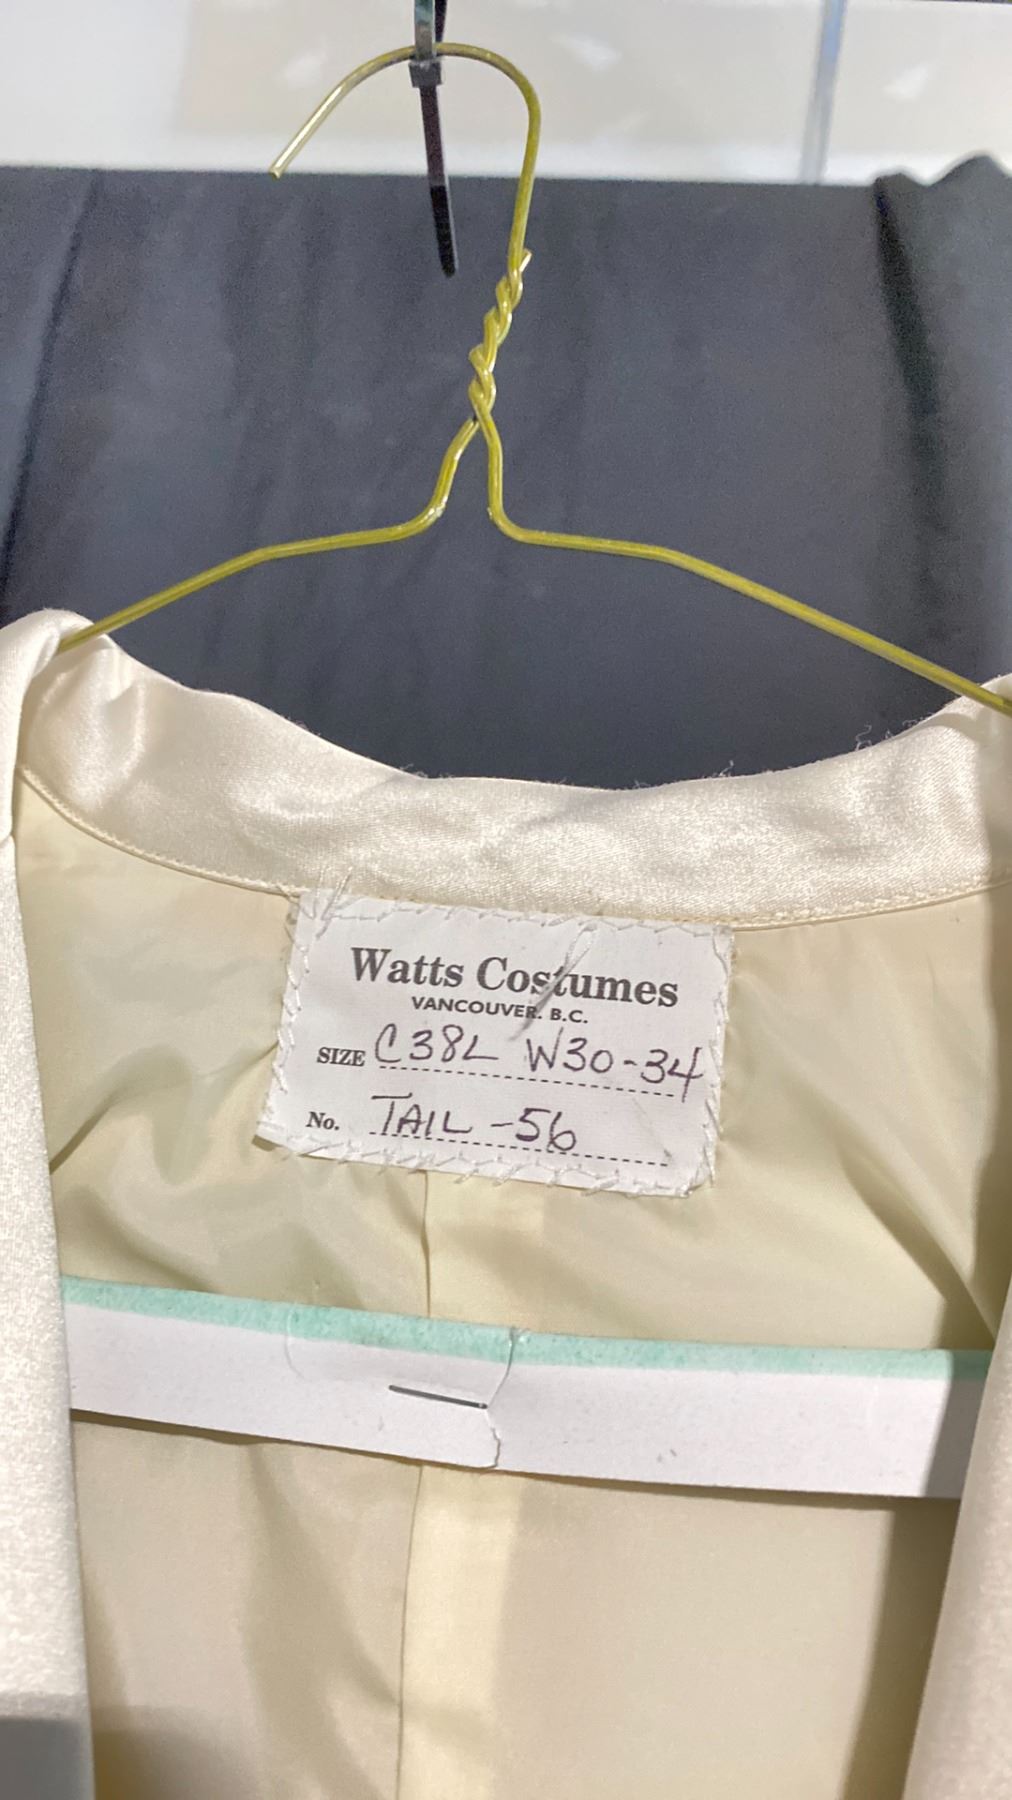 Watts Costumes
VANCOUVER. B.C.
SIZE C38L W30-34
No. TAIL -56